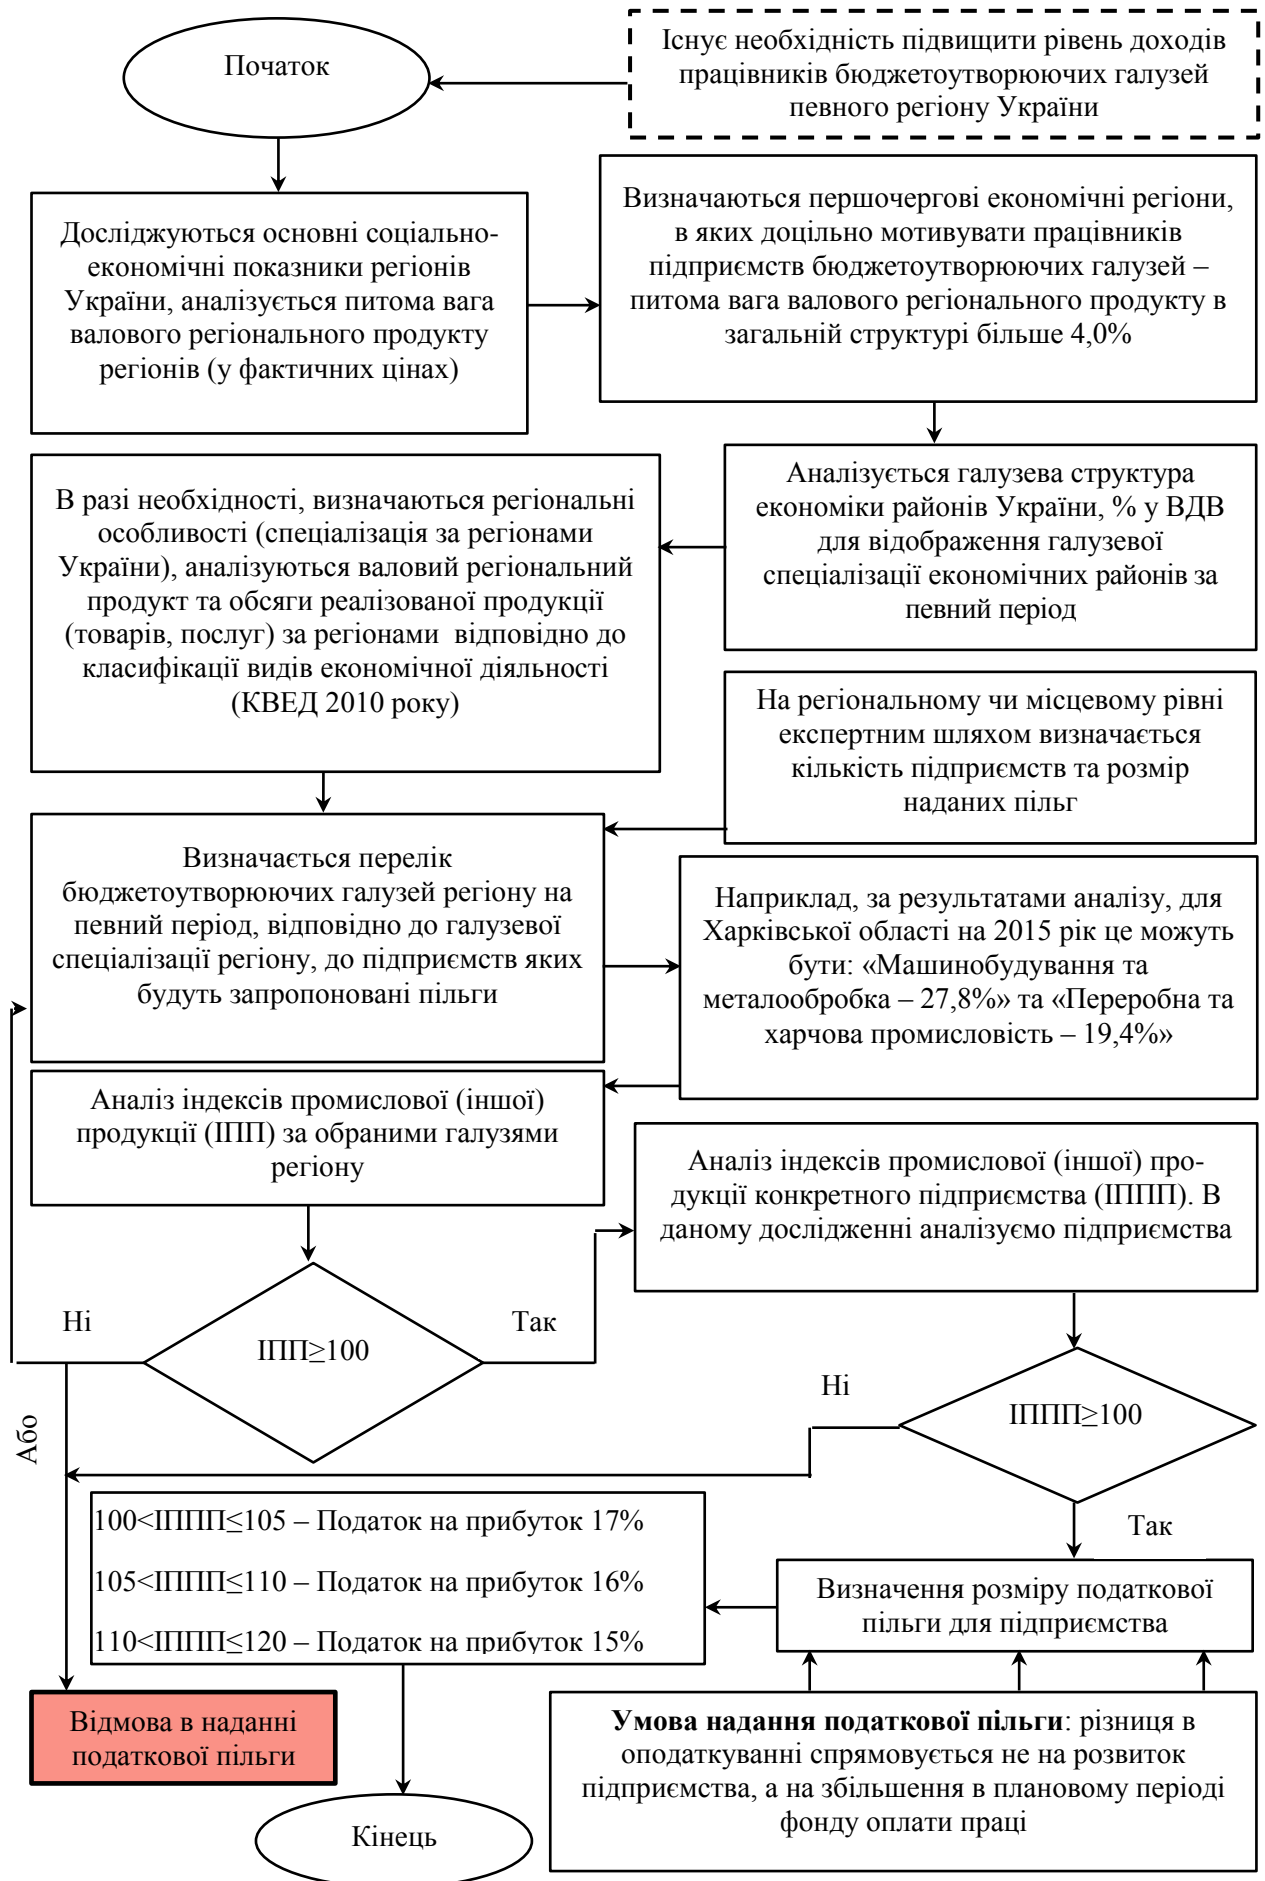 Початок
Існує необхідність підвищити рівень доходів
працівників бюджетоутворюючих галузей
певного регіону України
Досліджуються основні соціально-
економічні показники регіонів
України, аналізується питома вага
валового регіонального продукту
регіонів (у фактичних цінах)
Визначаються першочергові економічні регіони,
в яких доцільно мотивувати працівників
підприємств бюджетоутворюючих галузей –
питома вага валового регіонального продукту в
загальній структурі більше 4,0%
Аналізується галузева структура
економіки районів України, % у ВДВ
для відображення галузевої
спеціалізації економічних районів за
певний період
В разі необхідності, визначаються регіональні
особливості (спеціалізація за регіонами
України), аналізуються валовий регіональний
продукт та обсяги реалізованої продукції
(товарів, послуг) за регіонами відповідно до
класифікації видів економічної діяльності
(КВЕД 2010 року)
На регіональному чи місцевому рівні
експертним шляхом визначається
кількість підприємств та розмір
наданих пільг
Визначається перелік
бюджетоутворюючих галузей регіону на
певний період, відповідно до галузевої
спеціалізації регіону, до підприємств яких
будуть запропоновані пільги
Наприклад, за результатами аналізу, для
Харківської області на 2015 рік це можуть
бути: «Машинобудування та
металообробка – 27,8%» та «Переробна та
харчова промисловість – 19,4%»
Аналіз індексів промислової (іншої)
продукції (ІПП) за обраними галузями
регіону
Аналіз індексів промислової (іншої) про-
дукції конкретного підприємства (ІППП). В
даному дослідженні аналізуємо підприємства
Ні
ІПП≥100
Так
Або
Ні
ІППП≥100
Так
100<ІППП≤105 – Податок на прибуток 17%
105<ІППП≤110 – Податок на прибуток 16%
110<ІППП≤120 – Податок на прибуток 15%
Визначення розміру податкової
пільги для підприємства
Відмова в наданні
податкової пільги
Умова надання податкової пільги: різниця в
оподаткуванні спрямовується не на розвиток
підприємства, а на збільшення в плановому періоді
фонду оплати праці
Кінець